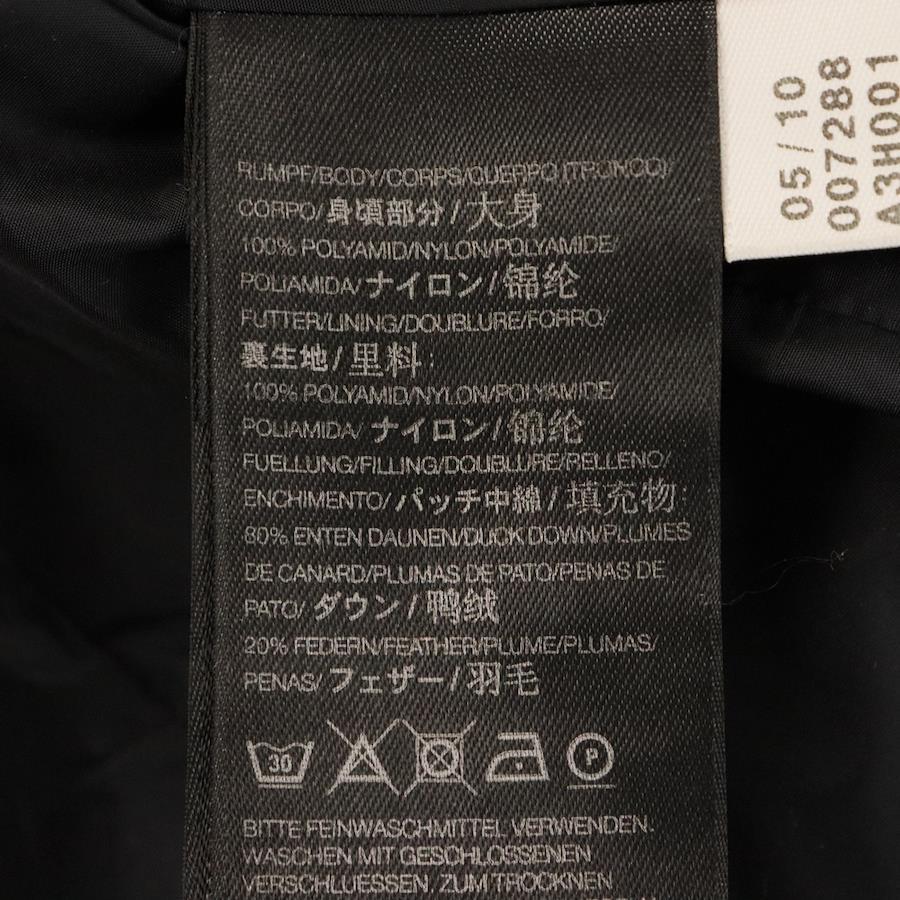 RUMPF/BODY/CORPS/CUERPO (TRONCO)/
CORPO/身頃部分/大身
100% POLYAMID/NYLON/POLYAMIDE/
POLIAMIDA/ナイロン/锦纶
FUTTER/LINING/DOUBLURE/FORRO/
裏生地/里料:
100% POLYAMID/NYLON/POLYAMIDE/
POLIAMIDA/ナイロン/锦纶
FUELLUNG/FILLING/DOUBLURE/RELLENO/
ENCHIMENTO/パッチ中綿/填充物:
80% ENTEN DAUNEN/DUCK DOWN/PLUMES
DE CANARD/PLUMAS DE PATO/PENAS DE
PATO/ダウン/鸭绒
20% FEDERN/FEATHER/PLUME/PLUMAS/
PENAS/フェザー/羽毛
30 P
BITTE FEINWASCHMITTEL VERWENDEN.
WASCHEN MIT GESCHLOSSENEN
VERSCHLUESSEN. ZUM TROCKNEN
05/10
007288
A3H001